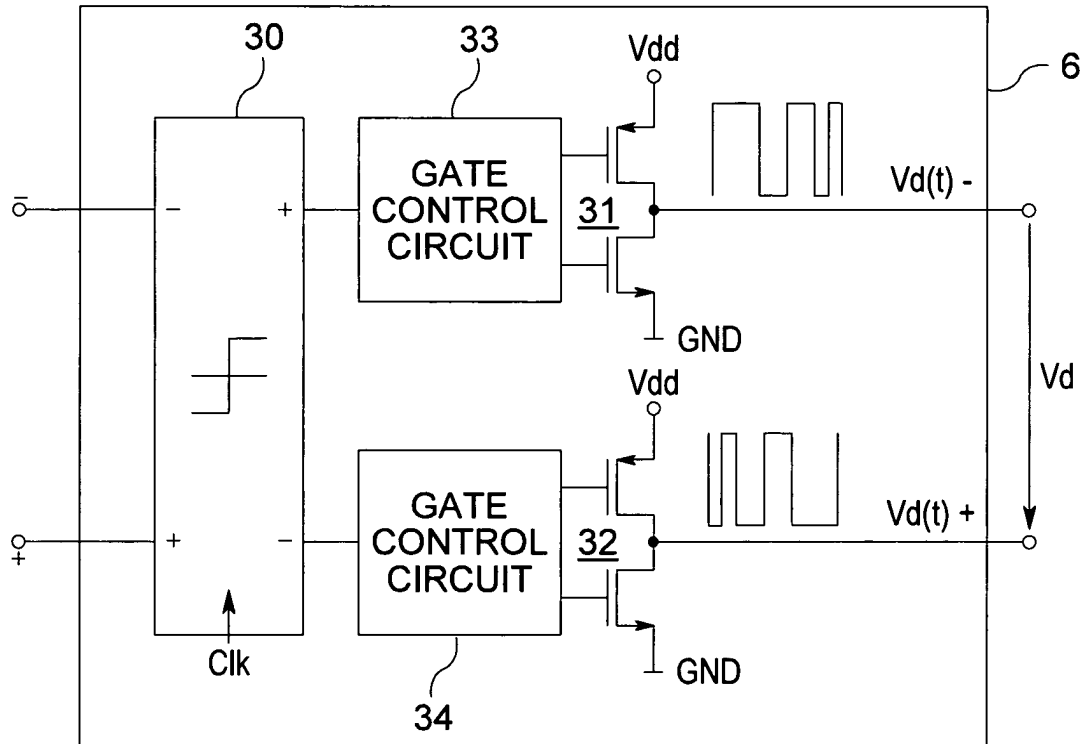 30
33
Vdd
6
GATE
CONTROL
CIRCUIT
31
Vd(t) -
-
-
+
GND
Vdd
Vd
GATE
CONTROL
CIRCUIT
32
Vd(t) +
+
+
-
Clk
GND
34